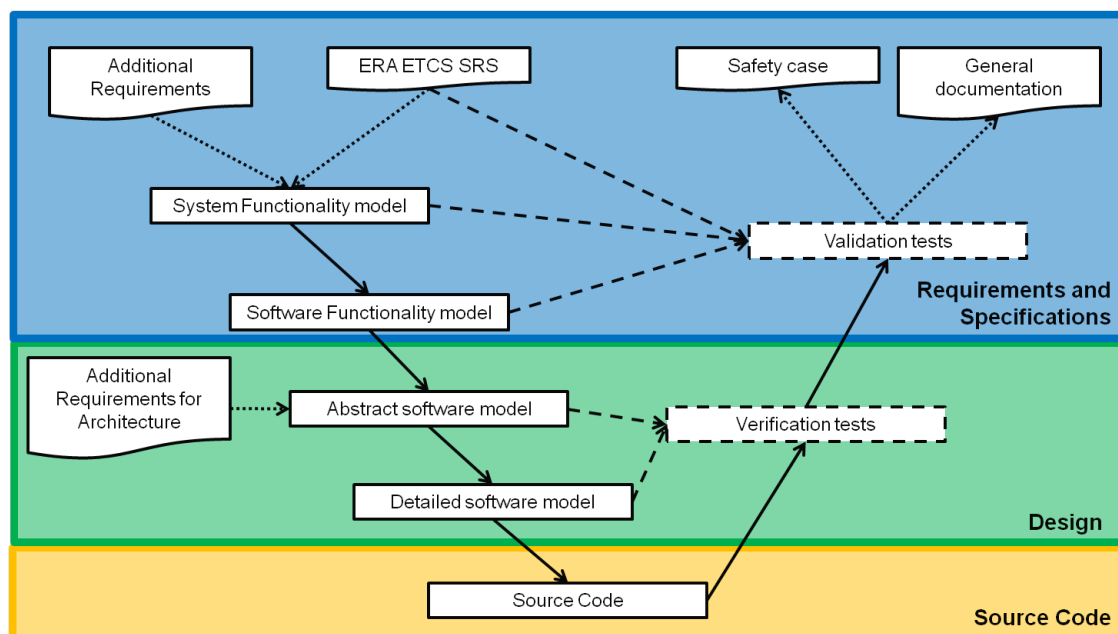 Additional
Requirements
ERA ETCS SRS
Safety case
General
documentation
System Functionality model
Validation tests
Software Functionality model
Requirements and
Specifications
Additional
Requirements for
Architecture
Abstract software model
Verification tests
Detailed software model
Design
Source Code
Source Code